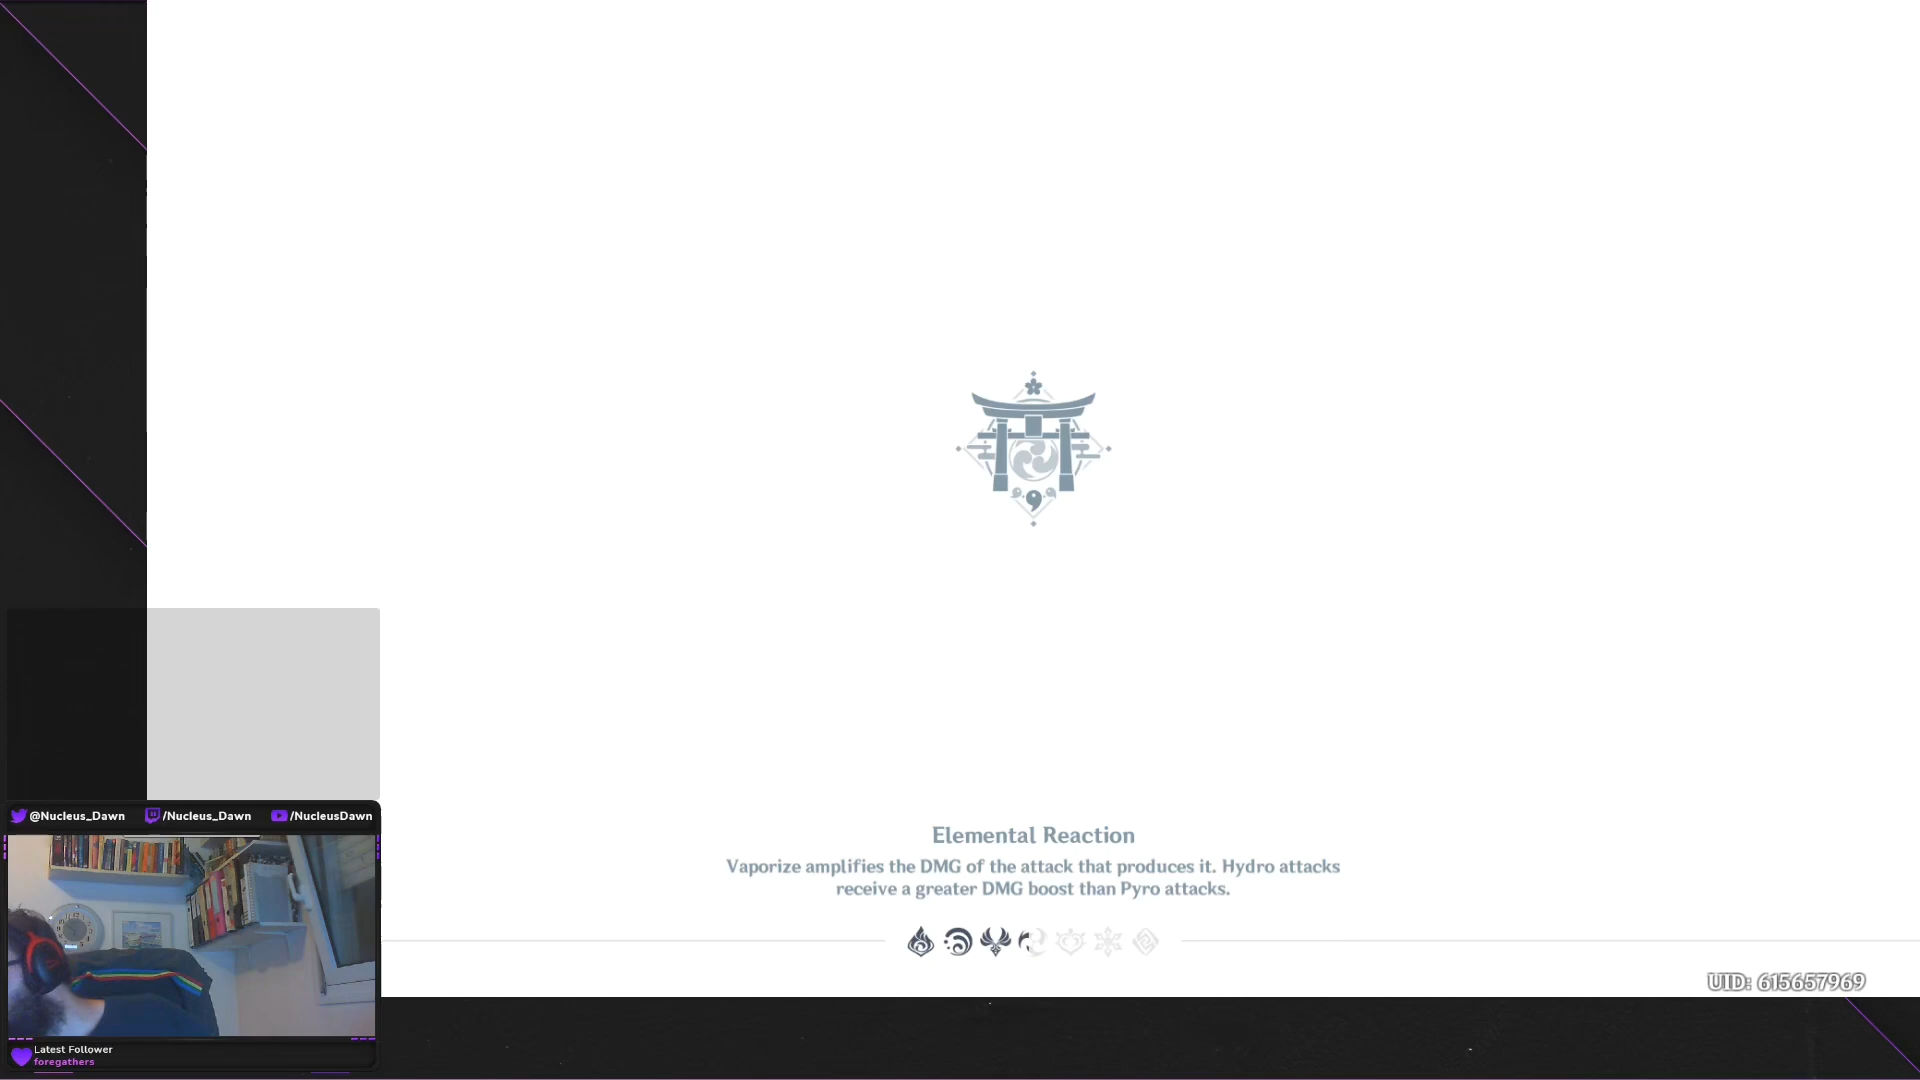 @Nucleus_Dawn /Nucleus_Dawn /NucleusDawn
Latest Follower
foregathers
Elemental Reaction
Vaporize amplifies the DMG of the attack that produces it. Hydro attacks
receive a greater DMG boost than Pyro attacks.
UID: 615657969